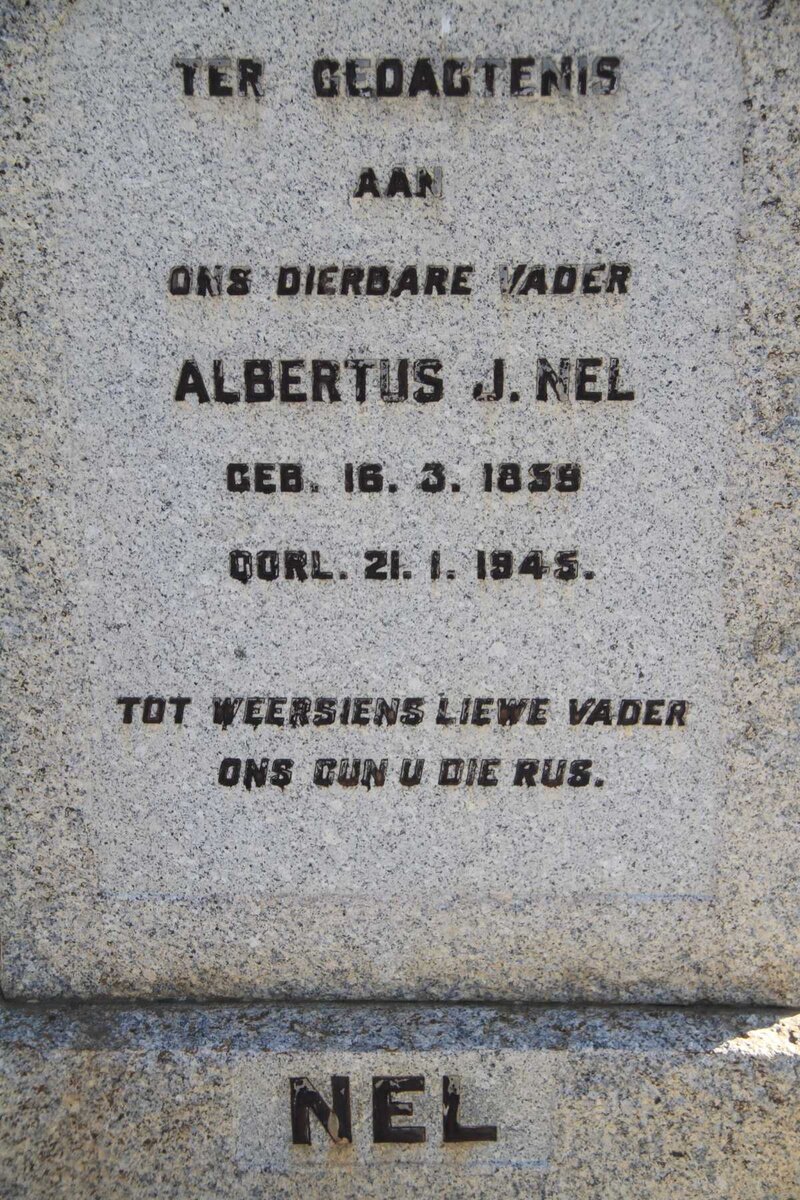 TER GEDAGTENIS
AAN
ONS DIERBARE VADER
ALBERTUS J. NEL
GEB. 16. 3. 1859
OORL. 21. 1. 1945.
TOT WEERSIENS LIEWE VADER
ONS GUN U DIE RUS.
NEL